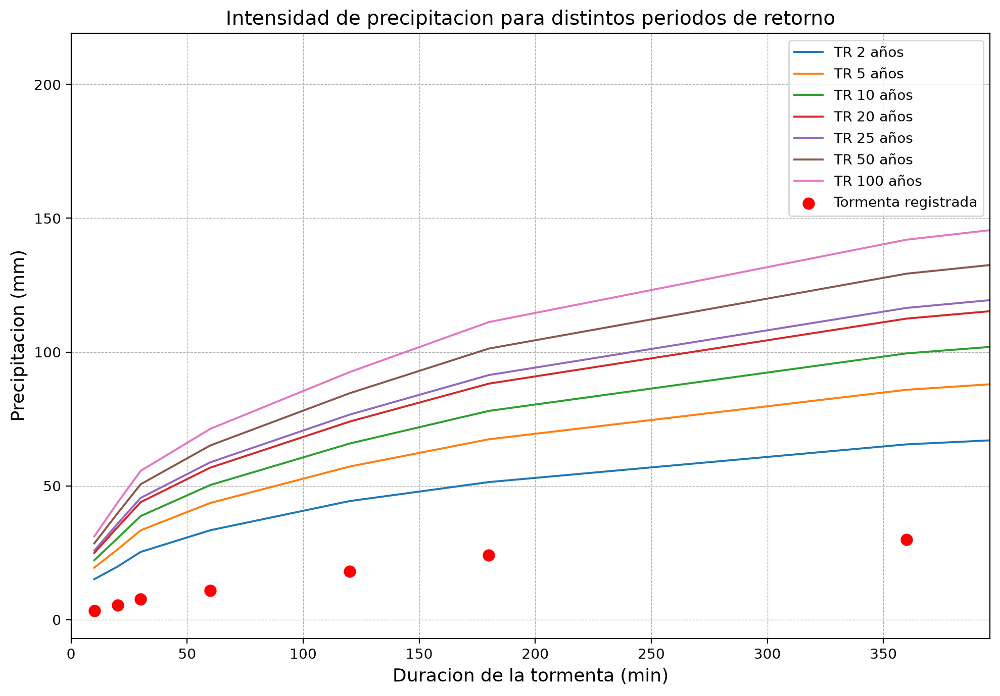 Intensidad de precipitacion para distintos periodos de retorno
TR 2 años
TR 5 años
TR 10 años
TR 20 años
TR 25 años
TR 50 años
TR 100 años
Tormenta registrada
Precipitacion (mm)
200
150
100
50
0
0 50 100 150 200 250 300 350
Duracion de la tormenta (min)